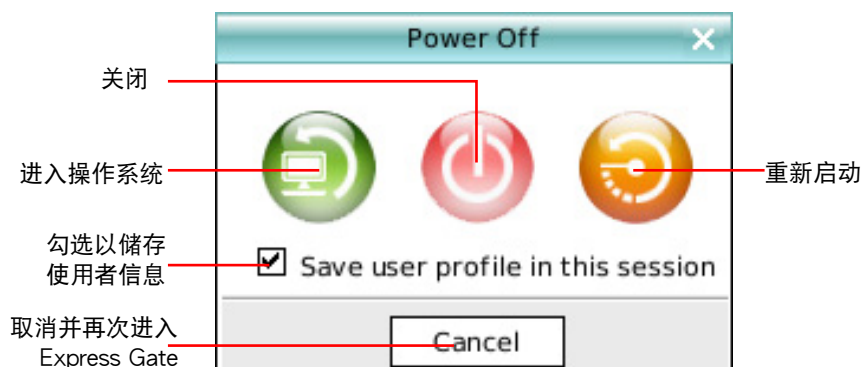 Power Off
关闭
进入操作系统
重新启动
勾选以储存
使用者信息
Save user profile in this session
取消并再次进入
Express Gate
Cancel